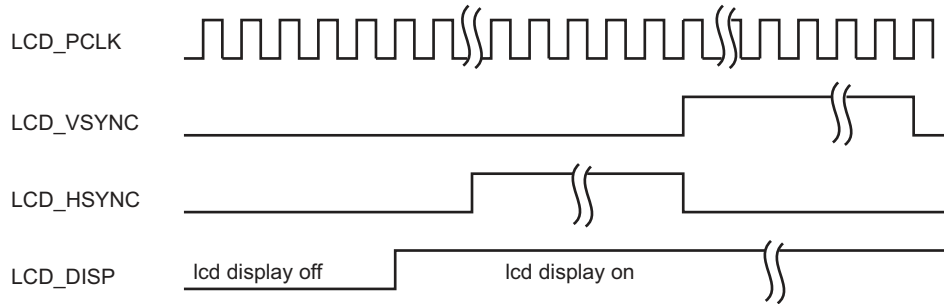 LCD_PCLK
LCD_VSYNC
LCD_HSYNC
LCD_DISP
lcd display off
lcd display on